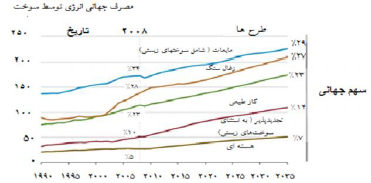 مصرف جهانی انرژی توسط سوخت
۲۵۰ تاریخ ۲۰۰۸ طرح ها
۲۰۰
۱۵۰
۱۰۰
۵۰
۰
مایعات ( شامل سوختهای زیستی)
٪۳۴
زغال سنگ
٪۲۸
٪۲۳
گاز طبیعی
تجدیدپذیر ( به استثنای
سوخت‌های زیستی)
٪۱۰
هسته ای
٪۵
٪۲۹
٪۲۷
٪۲۳
٪۱۴
٪۷
سهم جهانی
۱۹۹۰ ۱۹۹۵ ۲۰۰۰ ۲۰۰۵ ۲۰۱۰ ۲۰۱۵ ۲۰۲۰ ۲۰۲۵ ۲۰۳۰ ۲۰۳۵